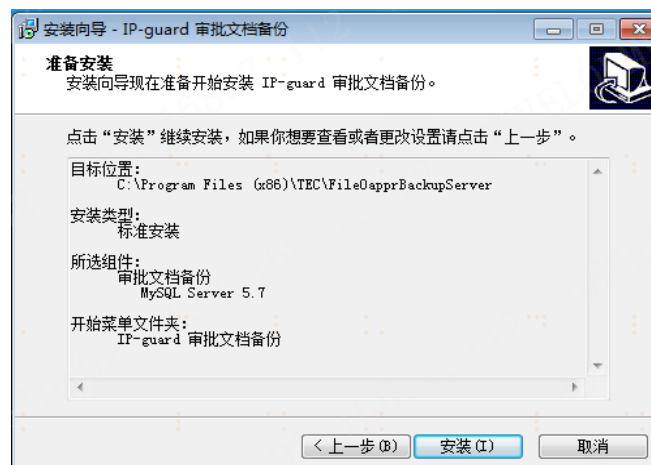 安装向导 - IP-guard 审批文档备份
准备安装
安装向导现在准备开始安装 IP-guard 审批文档备份。
点击“安装”继续安装，如果你想要查看或者更改设置请点击“上一步”。
目标位置:
C:\Program Files (x86)\TEC\FileOapprBackupServer
安装类型:
标准安装
所选组件:
审批文档备份
MySQL Server 5.7
开始菜单文件夹:
IP-guard 审批文档备份
< 上一步(B)
安装(I)
取消